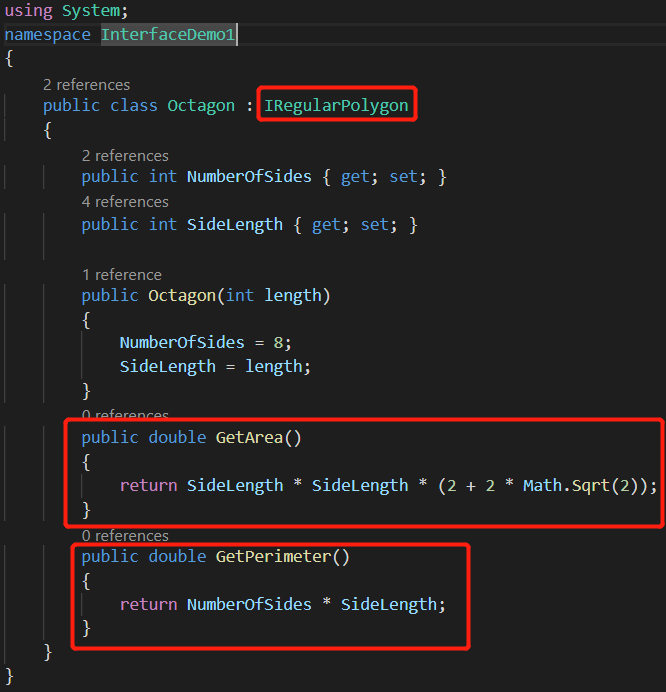 using System;
namespace InterfaceDemo1
{
2 references
public class Octagon : IRegularPolygon
{
2 references
public int NumberOfSides { get; set; }
4 references
public int SideLength { get; set; }
1 reference
public Octagon(int length)
{
NumberOfSides = 8;
SideLength = length;
}
0 references
public double GetArea()
{
return SideLength * SideLength * (2 + 2 * Math.Sqrt(2));
}
0 references
public double GetPerimeter()
{
return NumberOfSides * SideLength;
}
}
}